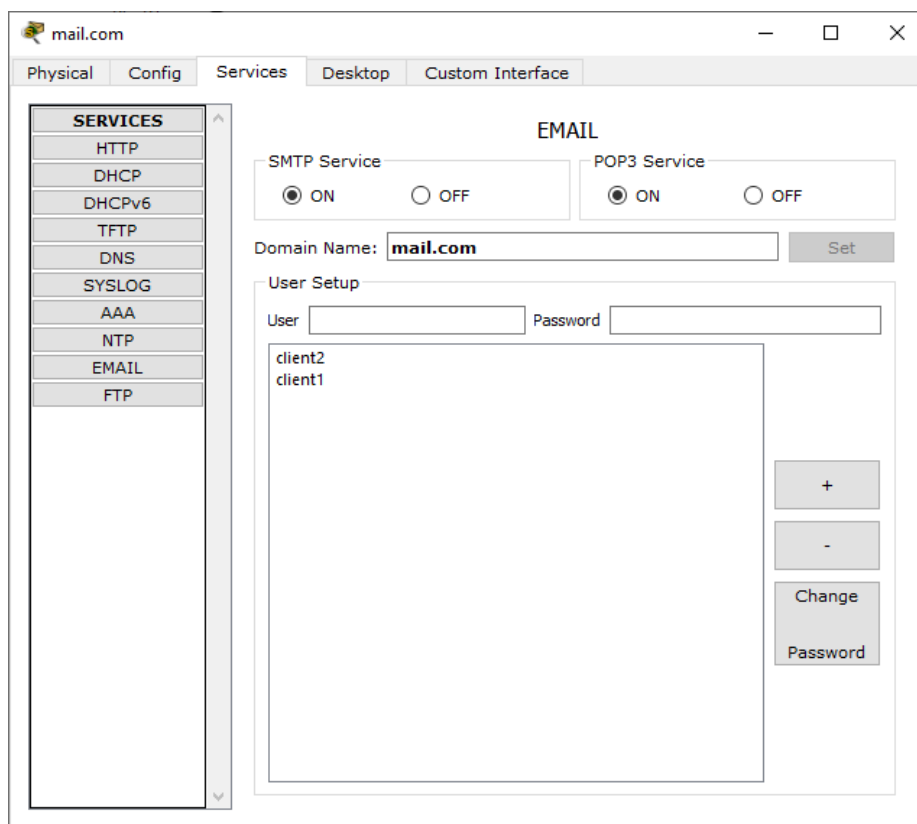 mail.com
Physical Config Services Desktop Custom Interface
SERVICES
HTTP
DHCP
DHCPv6
TFTP
DNS
SYSLOG
AAA
NTP
EMAIL
FTP
EMAIL
SMTP Service
ON OFF
POP3 Service
ON OFF
Domain Name: mail.com Set
User Setup
User Password
client2
client1
+
-
Change
Password